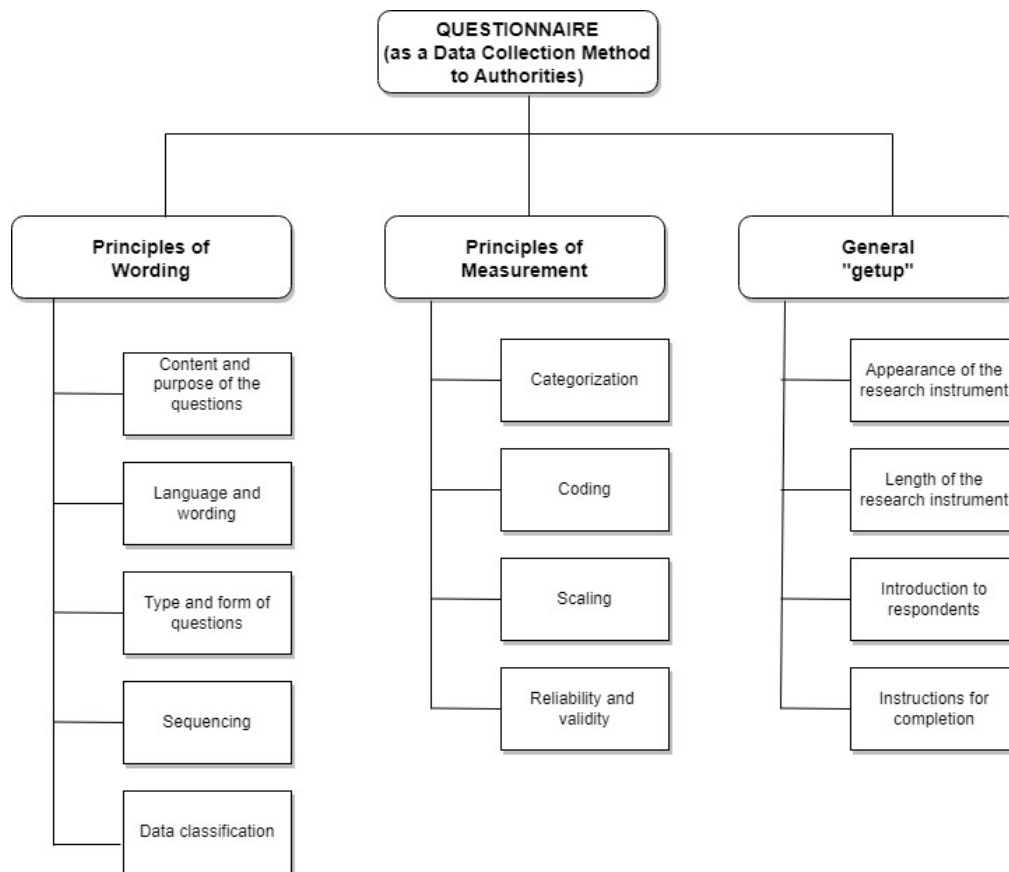 QUESTIONNAIRE
(as a Data Collection Method
to Authorities)
Principles of
Wording
Content and
purpose of the
questions
Language and
wording
Type and form of
questions
Sequencing
Data classification
Principles of
Measurement
Categorization
Coding
Scaling
Reliability and
validity
General
"getup"
Appearance of the
research instrument
Length of the
research instrument
Introduction to
respondents
Instructions for
completion